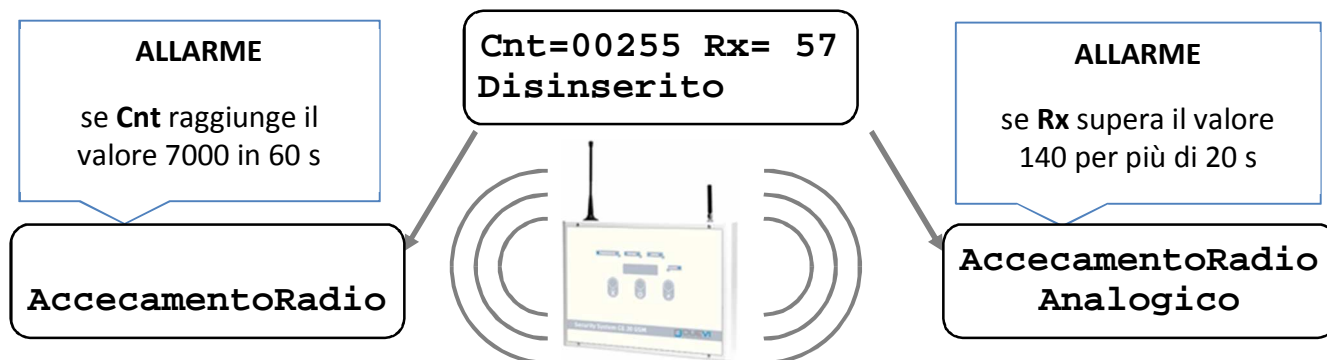 ALLARME
se Cnt raggiunge il
valore 7000 in 60 s
Cnt=00255 Rx= 57
Disinserito
ALLARME
se Rx supera il valore
140 per più di 20 s
AccecamentoRadio
AccecamentoRadio
Analogico